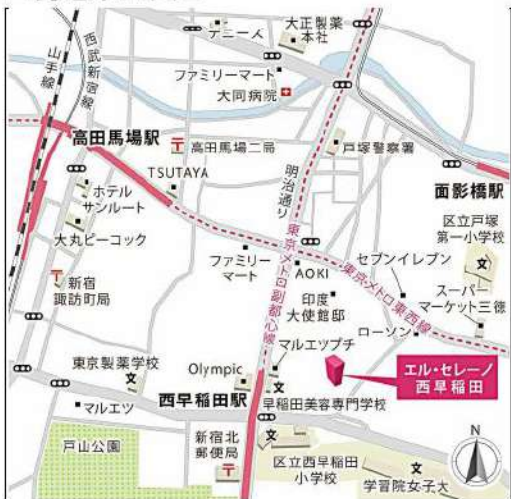 デニーズ
大正製薬
本社
西武新宿線
山手線
ファミリーマート
大同病院
高田馬場駅
高田馬場二局
戸塚警察署
明治通り
TSUTAYA
面影橋駅
ホテル
サンルート
大丸ピーコック
区立戸塚
第一小学校
文
ファミリー
マート
AOKI
セブンイレブン
東京メトロ東西線
東京メトロ副都心線
新宿
諏訪町局
印度
大使館邸
スーパー
マーケット三徳
ローソン
マルエツプチ
東京製薬学校
文
Olympic
エル・セレーノ
西早稲田
西早稲田駅
マルエツ
文
早稲田美容専門学校
戸山公園
新宿北
郵便局
文
区立西早稲田
小学校
文
学習院女子大
N